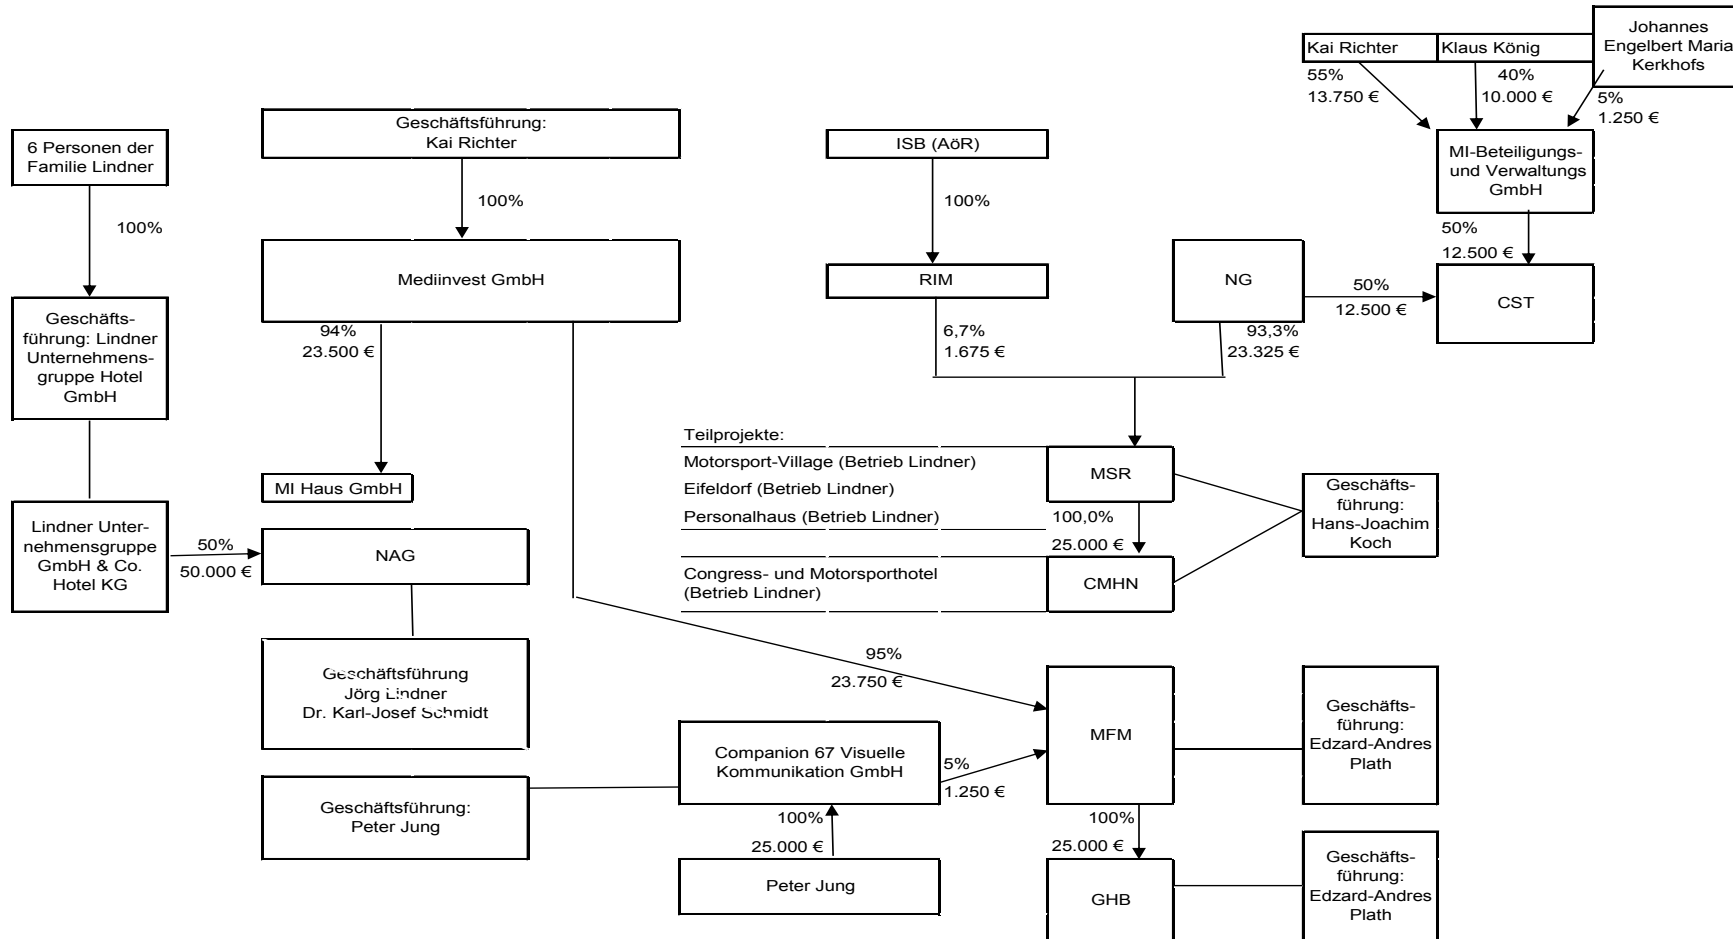 Johannes
Engelbert Maria
Kerkhofs
Kai Richter
Klaus König
55%
13.750 €
40%
10.000 €
5%
1.250 €
6 Personen der
Familie Lindner
Geschäftsführung:
Kai Richter
ISB (AöR)
MI-Beteiligungs-
und Verwaltungs
GmbH
100%
100%
100%
50%
12.500 €
Mediinvest GmbH
RIM
NG
50%
12.500 €
CST
Geschäfts-
führung: Lindner
Unternehmens-
gruppe Hotel
GmbH
94%
23.500 €
6,7%
1.675 €
93,3%
23.325 €
Teilprojekte:
Motorsport-Village (Betrieb Lindner)
Eifeldorf (Betrieb Lindner)
Personalhaus (Betrieb Lindner)
MSR
100,0%
25.000 €
Geschäfts-
führung:
Hans-Joachim
Koch
MI Haus GmbH
Lindner Unter-
nehmensgruppe
GmbH & Co.
Hotel KG
50%
50.000 €
NAG
Congress- und Motorsporthotel
(Betrieb Lindner)
CMHN
Geschäftsführung
Jörg Lindner
Dr. Karl-Josef Schmidt
95%
23.750 €
MFM
Geschäfts-
führung:
Edzard-Andres
Plath
Companion 67 Visuelle
Kommunikation GmbH
5%
1.250 €
Geschäftsführung:
Peter Jung
100%
25.000 €
100%
25.000 €
Peter Jung
GHB
Geschäfts-
führung:
Edzard-Andres
Plath